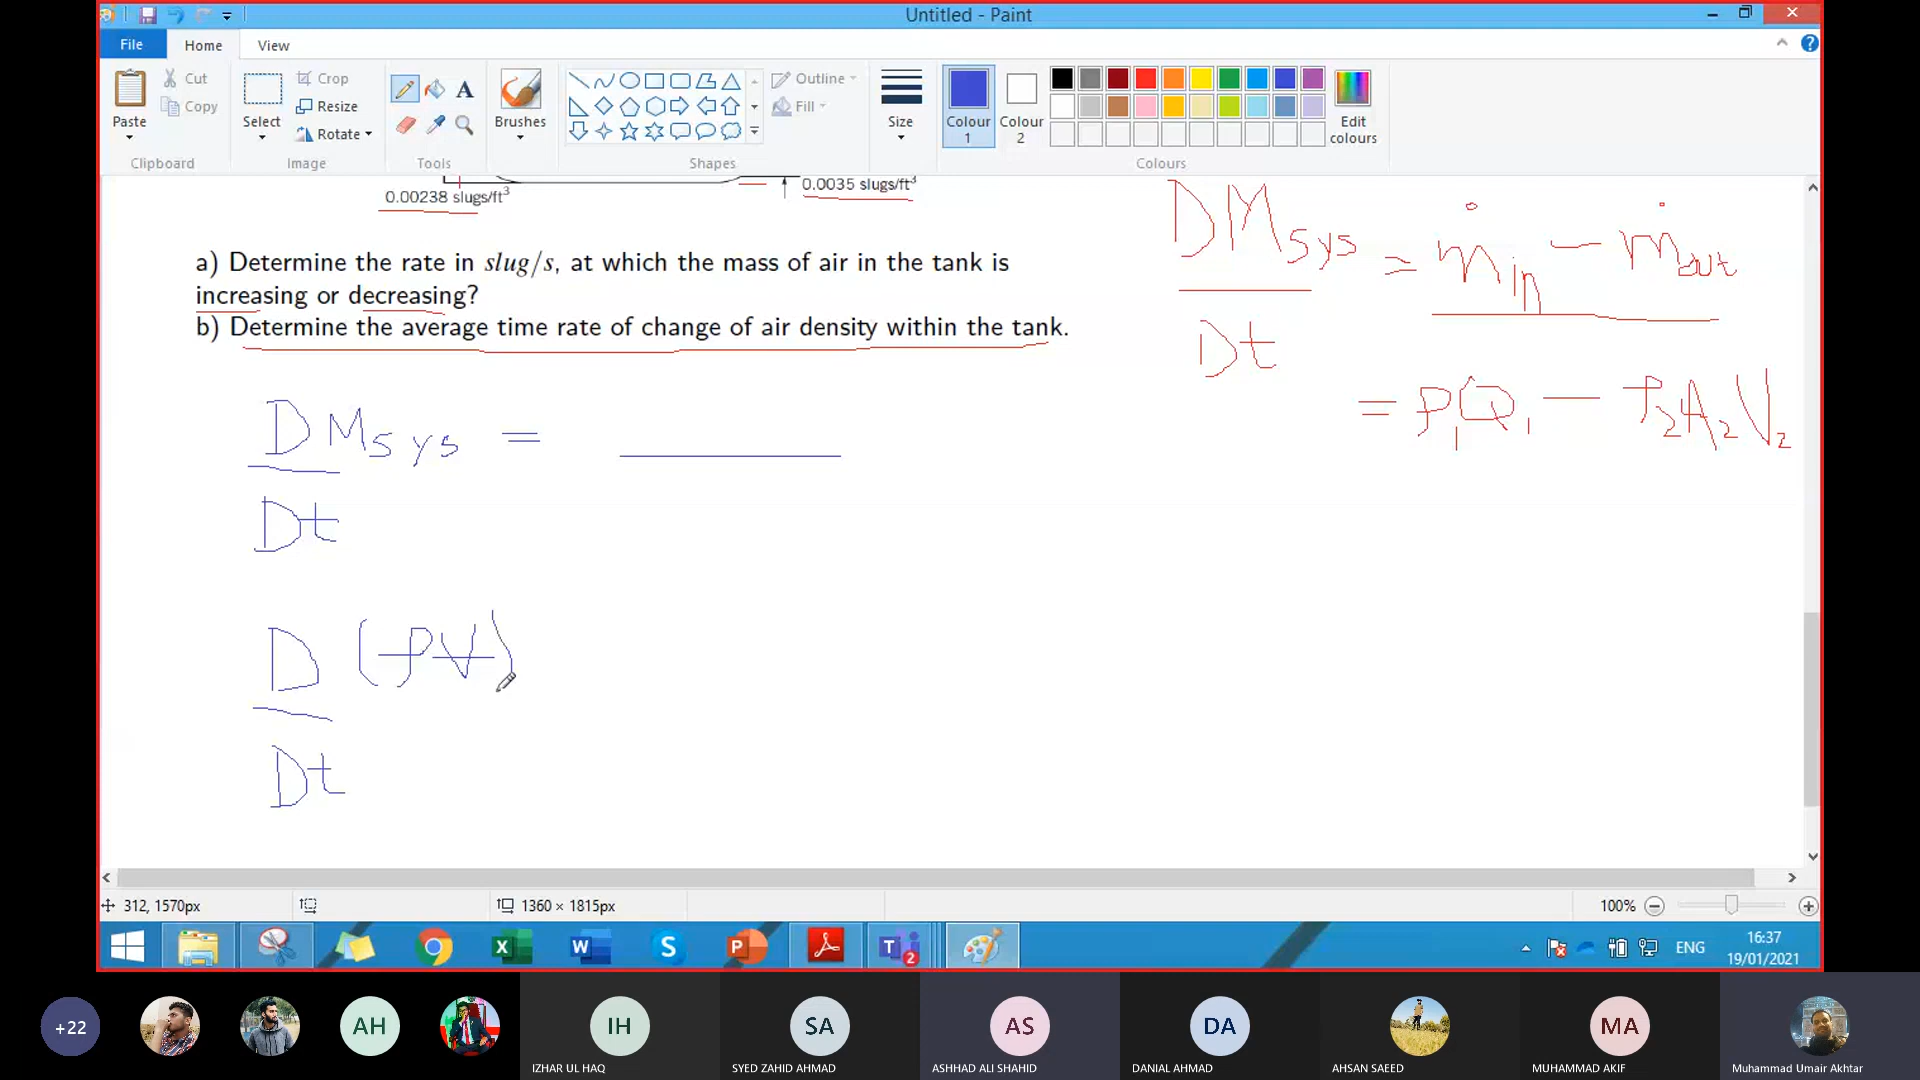 Untitled - Paint
File Home View
Paste Cut Copy Clipboard
Select Crop Resize Rotate Image
Tools
Brushes
Outline Fill Shapes
Size
Colour 1 Colour 2 Edit colours Colours
0.00238 slugs/ft³ 0.0035 slugs/ft³
a) Determine the rate in slug/s, at which the mass of air in the tank is
increasing or decreasing?
b) Determine the average time rate of change of air density within the tank.
DMsys = ṁin − ṁout
Dt
= ρ1Q1 − ρ2A2V2
DMsys =
Dt
D (ρV)
Dt
312, 1570px 1360 × 1815px 100%
X W S P T 2 ENG 16:37
19/01/2021
+22 AH IH SA AS DA MA
IZHAR UL HAQ SYED ZAHID AHMAD ASHHAD ALI SHAHID DANIAL AHMAD AHSAN SAEED MUHAMMAD AKIF Muhammad Umair Akhtar